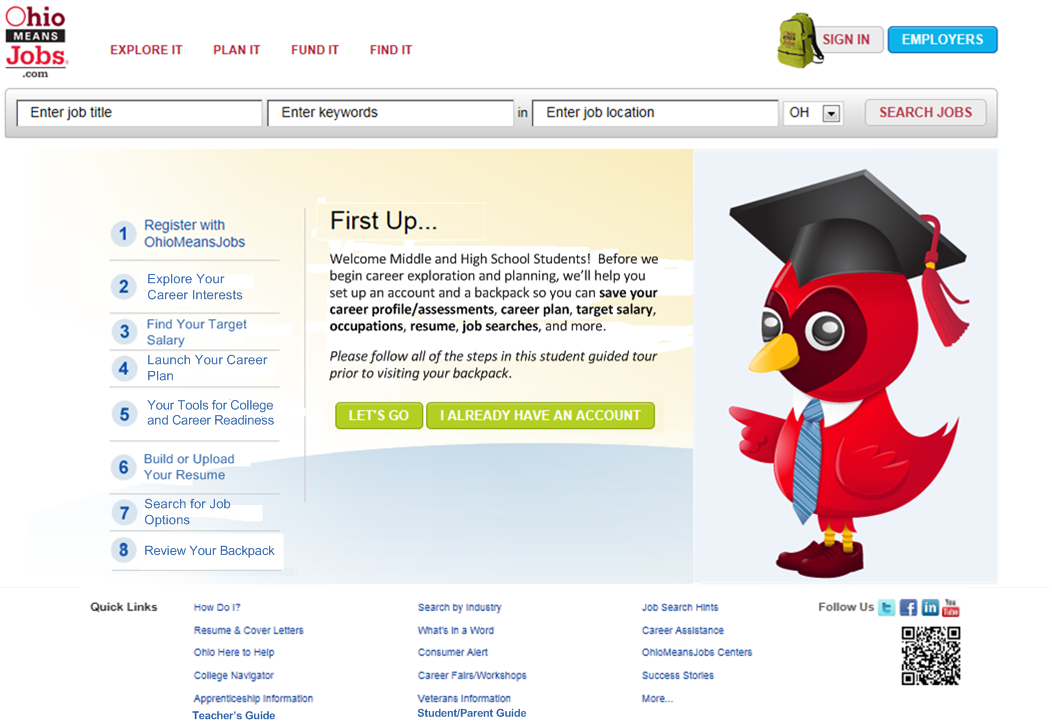 Ohio
MEANS
Jobs
.com
EXPLORE IT PLAN IT FUND IT FIND IT
SIGN IN EMPLOYERS
Enter job title Enter keywords in Enter job location OH SEARCH JOBS
1 Register with
OhioMeansJobs
2 Explore Your
Career Interests
3 Find Your Target
Salary
4 Launch Your Career
Plan
5 Your Tools for College
and Career Readiness
6 Build or Upload
Your Resume
7 Search for Job
Options
8 Review Your Backpack
First Up...
Welcome Middle and High School Students! Before we
begin career exploration and planning, we'll help you
set up an account and a backpack so you can save your
career profile/assessments, career plan, target salary,
occupations, resume, job searches, and more.
Please follow all of the steps in this student guided tour
prior to visiting your backpack.
LET'S GO I ALREADY HAVE AN ACCOUNT
Quick Links
How Do I?
Resume & Cover Letters
Ohio Here to Help
College Navigator
Apprenticeship Information
Teacher's Guide
Search by Industry
What's In a Word
Consumer Alert
Career Fairs/Workshops
Veterans Information
Student/Parent Guide
Job Search Hints
Career Assistance
OhioMeansJobs Centers
Success Stories
More...
Follow Us
You
Tube